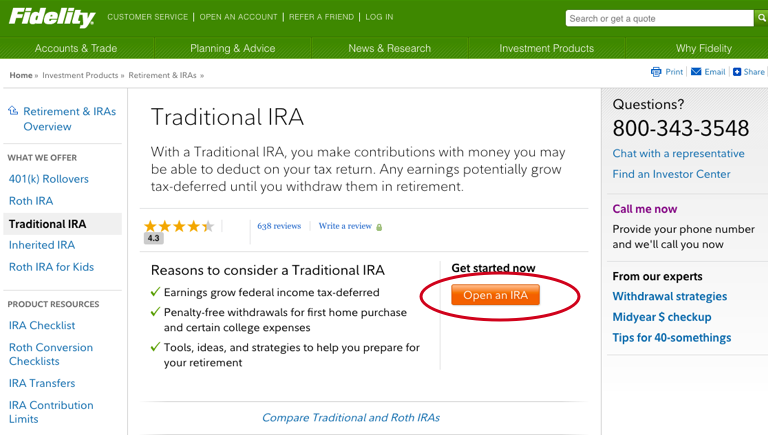 Fidelity
CUSTOMER SERVICE | OPEN AN ACCOUNT | REFER A FRIEND | LOG IN
Search or get a quote
Accounts & Trade
Planning & Advice
News & Research
Investment Products
Why Fidelity
Home » Investment Products » Retirement & IRAs »
Print
Email
Share
Retirement & IRAs
Overview
WHAT WE OFFER
401(k) Rollovers
Roth IRA
Traditional IRA
Inherited IRA
Roth IRA for Kids
PRODUCT RESOURCES
IRA Checklist
Roth Conversion
Checklists
IRA Transfers
IRA Contribution
Limits
Traditional IRA
With a Traditional IRA, you make contributions with money you may
be able to deduct on your tax return. Any earnings potentially grow
tax-deferred until you withdraw them in retirement.
4.3
638 reviews
Write a review
Reasons to consider a Traditional IRA
Earnings grow federal income tax-deferred
Penalty-free withdrawals for first home purchase
and certain college expenses
Tools, ideas, and strategies to help you prepare for
your retirement
Get started now
Open an IRA
Compare Traditional and Roth IRAs
Questions?
800-343-3548
Chat with a representative
Find an Investor Center
Call me now
Provide your phone number
and we'll call you now
From our experts
Withdrawal strategies
Midyear $ checkup
Tips for 40-somethings